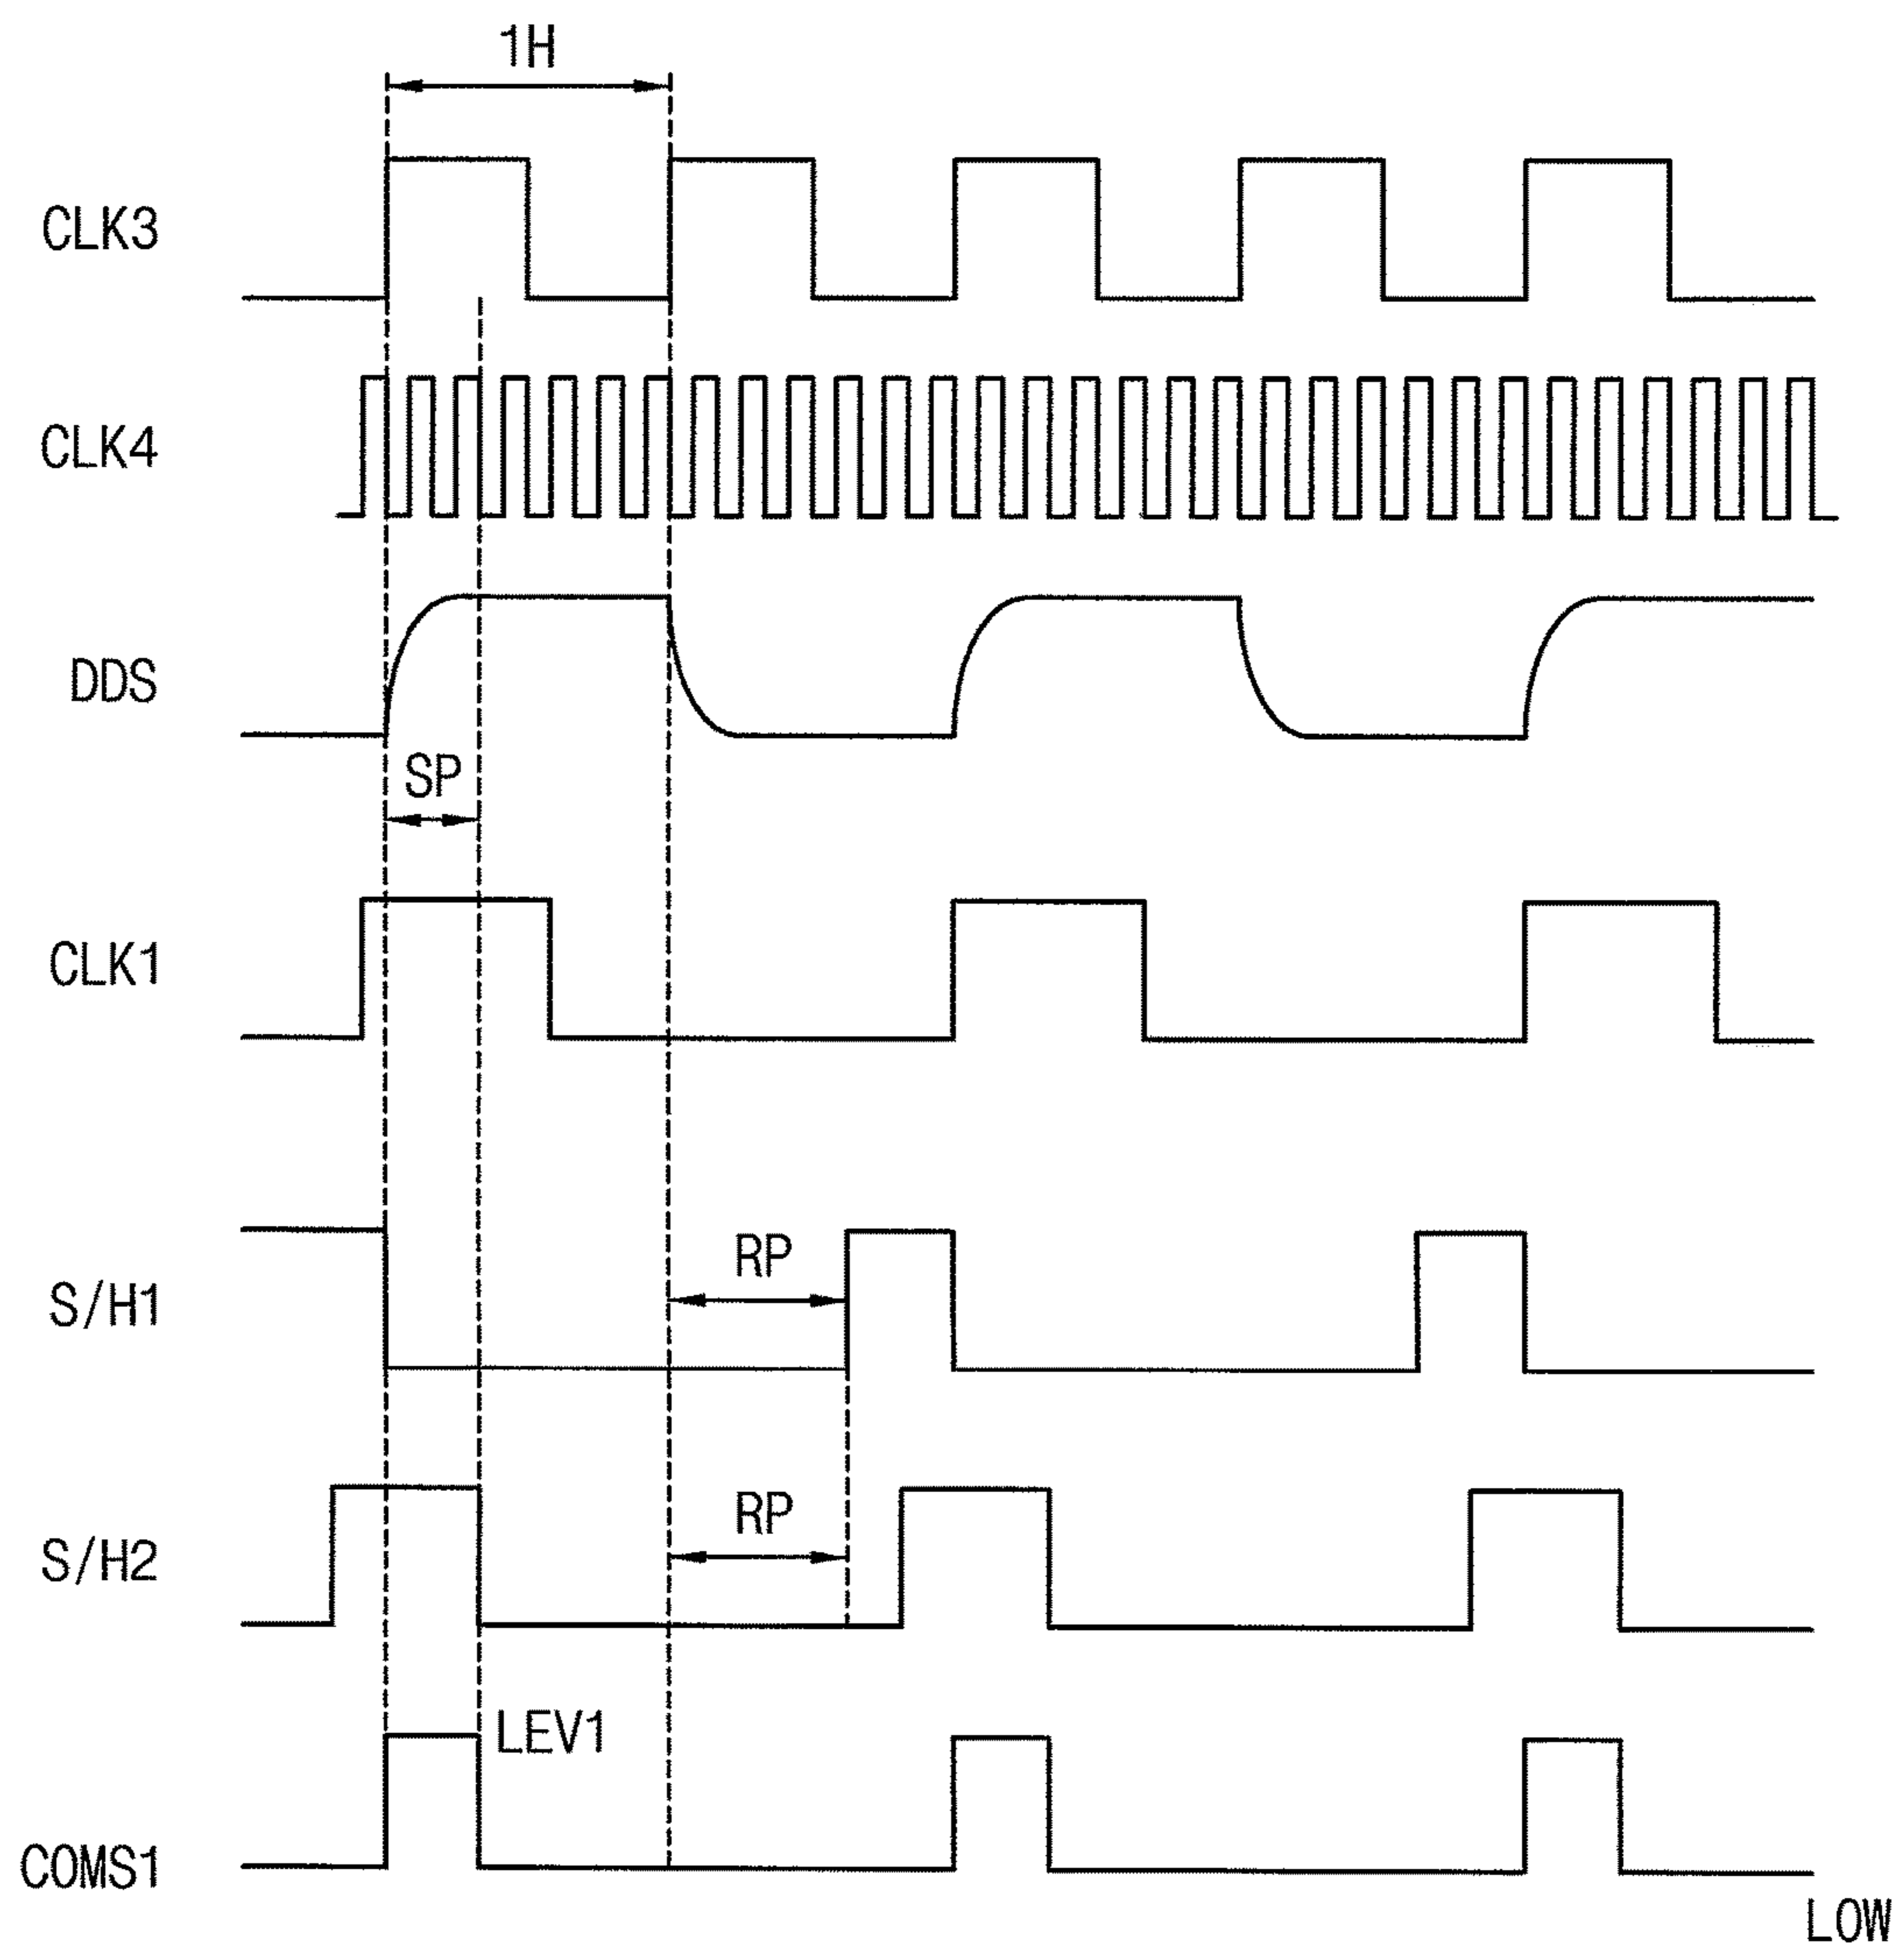 1H
CLK3
CLK4
DDS
SP
CLK1
S/H1
RP
S/H2
RP
LEV1
COMS1
LOW